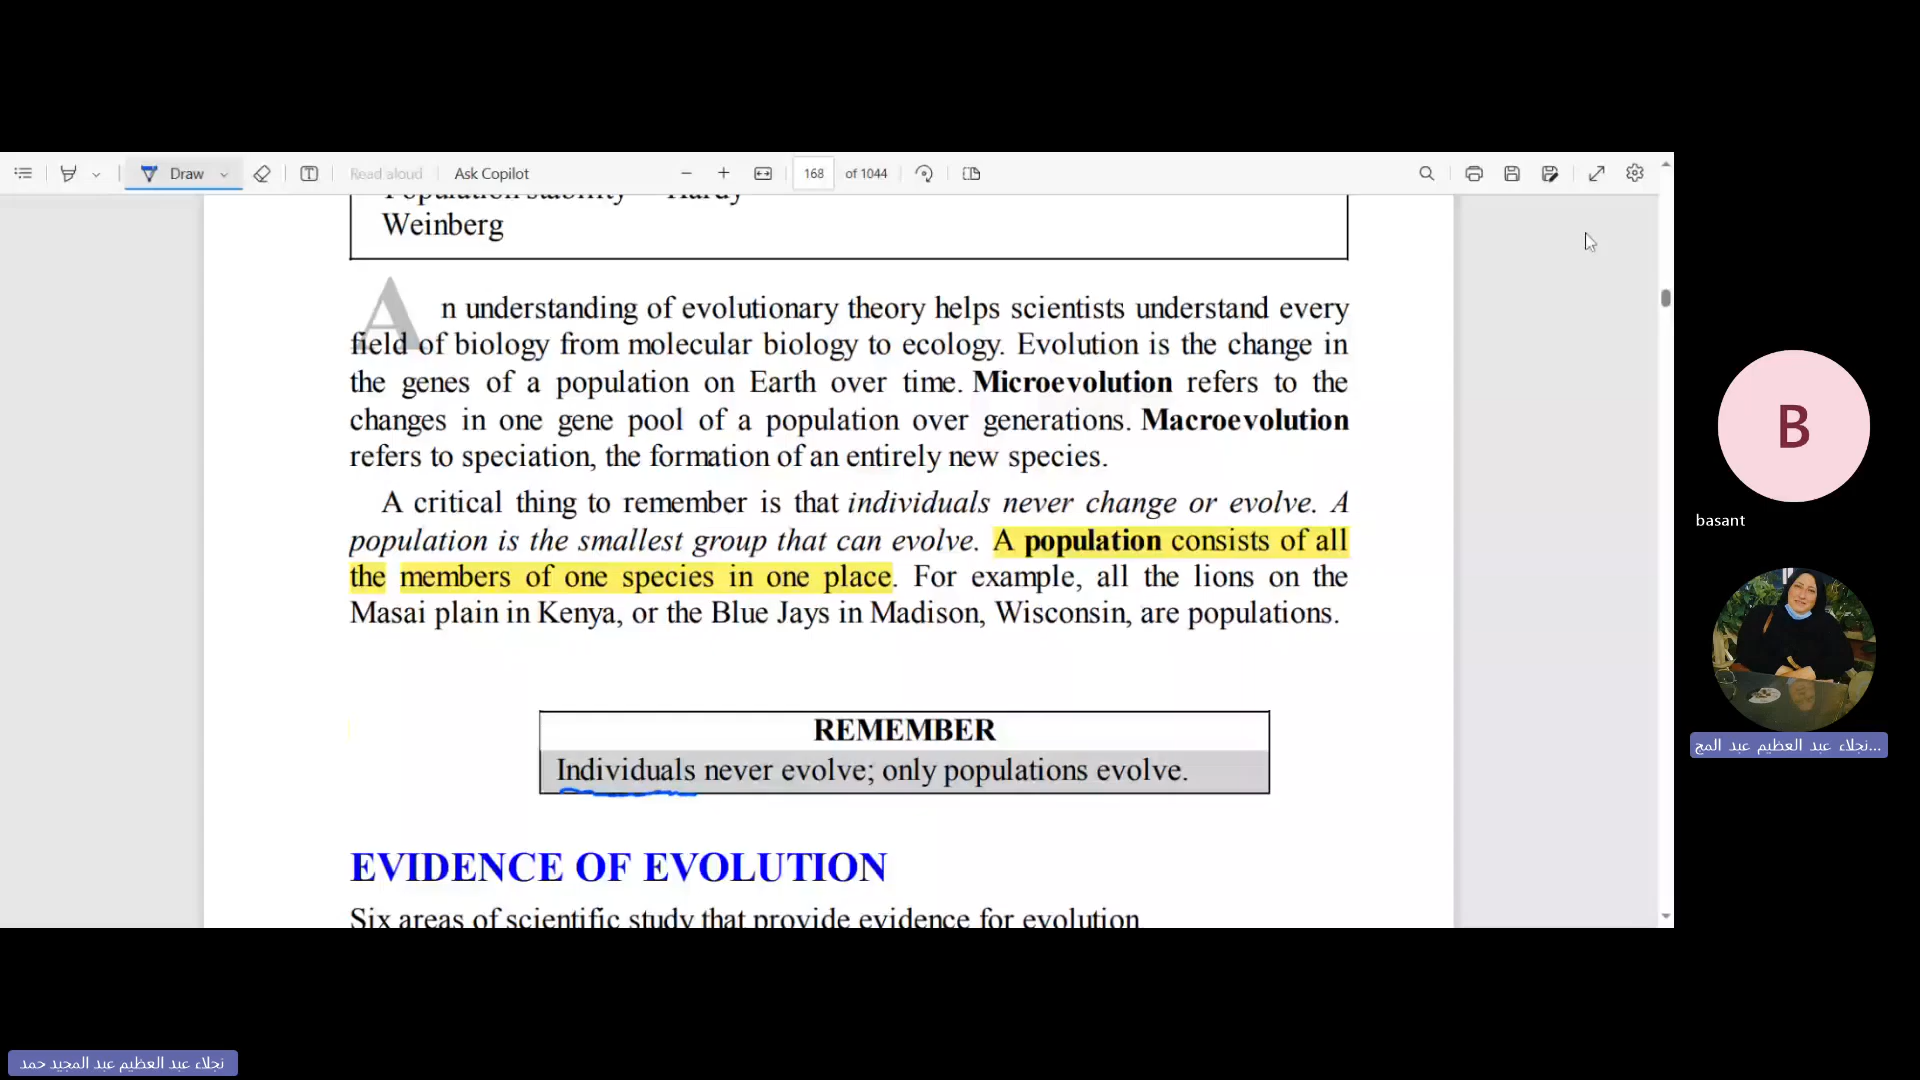 Draw
Read aloud
Ask Copilot
168 of 1044
Population stability — Hardy
Weinberg
An understanding of evolutionary theory helps scientists understand every
field of biology from molecular biology to ecology. Evolution is the change in
the genes of a population on Earth over time. Microevolution refers to the
changes in one gene pool of a population over generations. Macroevolution
refers to speciation, the formation of an entirely new species.
A critical thing to remember is that individuals never change or evolve. A
population is the smallest group that can evolve. A population consists of all
the members of one species in one place. For example, all the lions on the
Masai plain in Kenya, or the Blue Jays in Madison, Wisconsin, are populations.
REMEMBER
Individuals never evolve; only populations evolve.
EVIDENCE OF EVOLUTION
Six areas of scientific study that provide evidence for evolution
B
basant
نجلاء عبد العظيم عبد المج...
نجلاء عبد العظيم عبد المجيد حمد